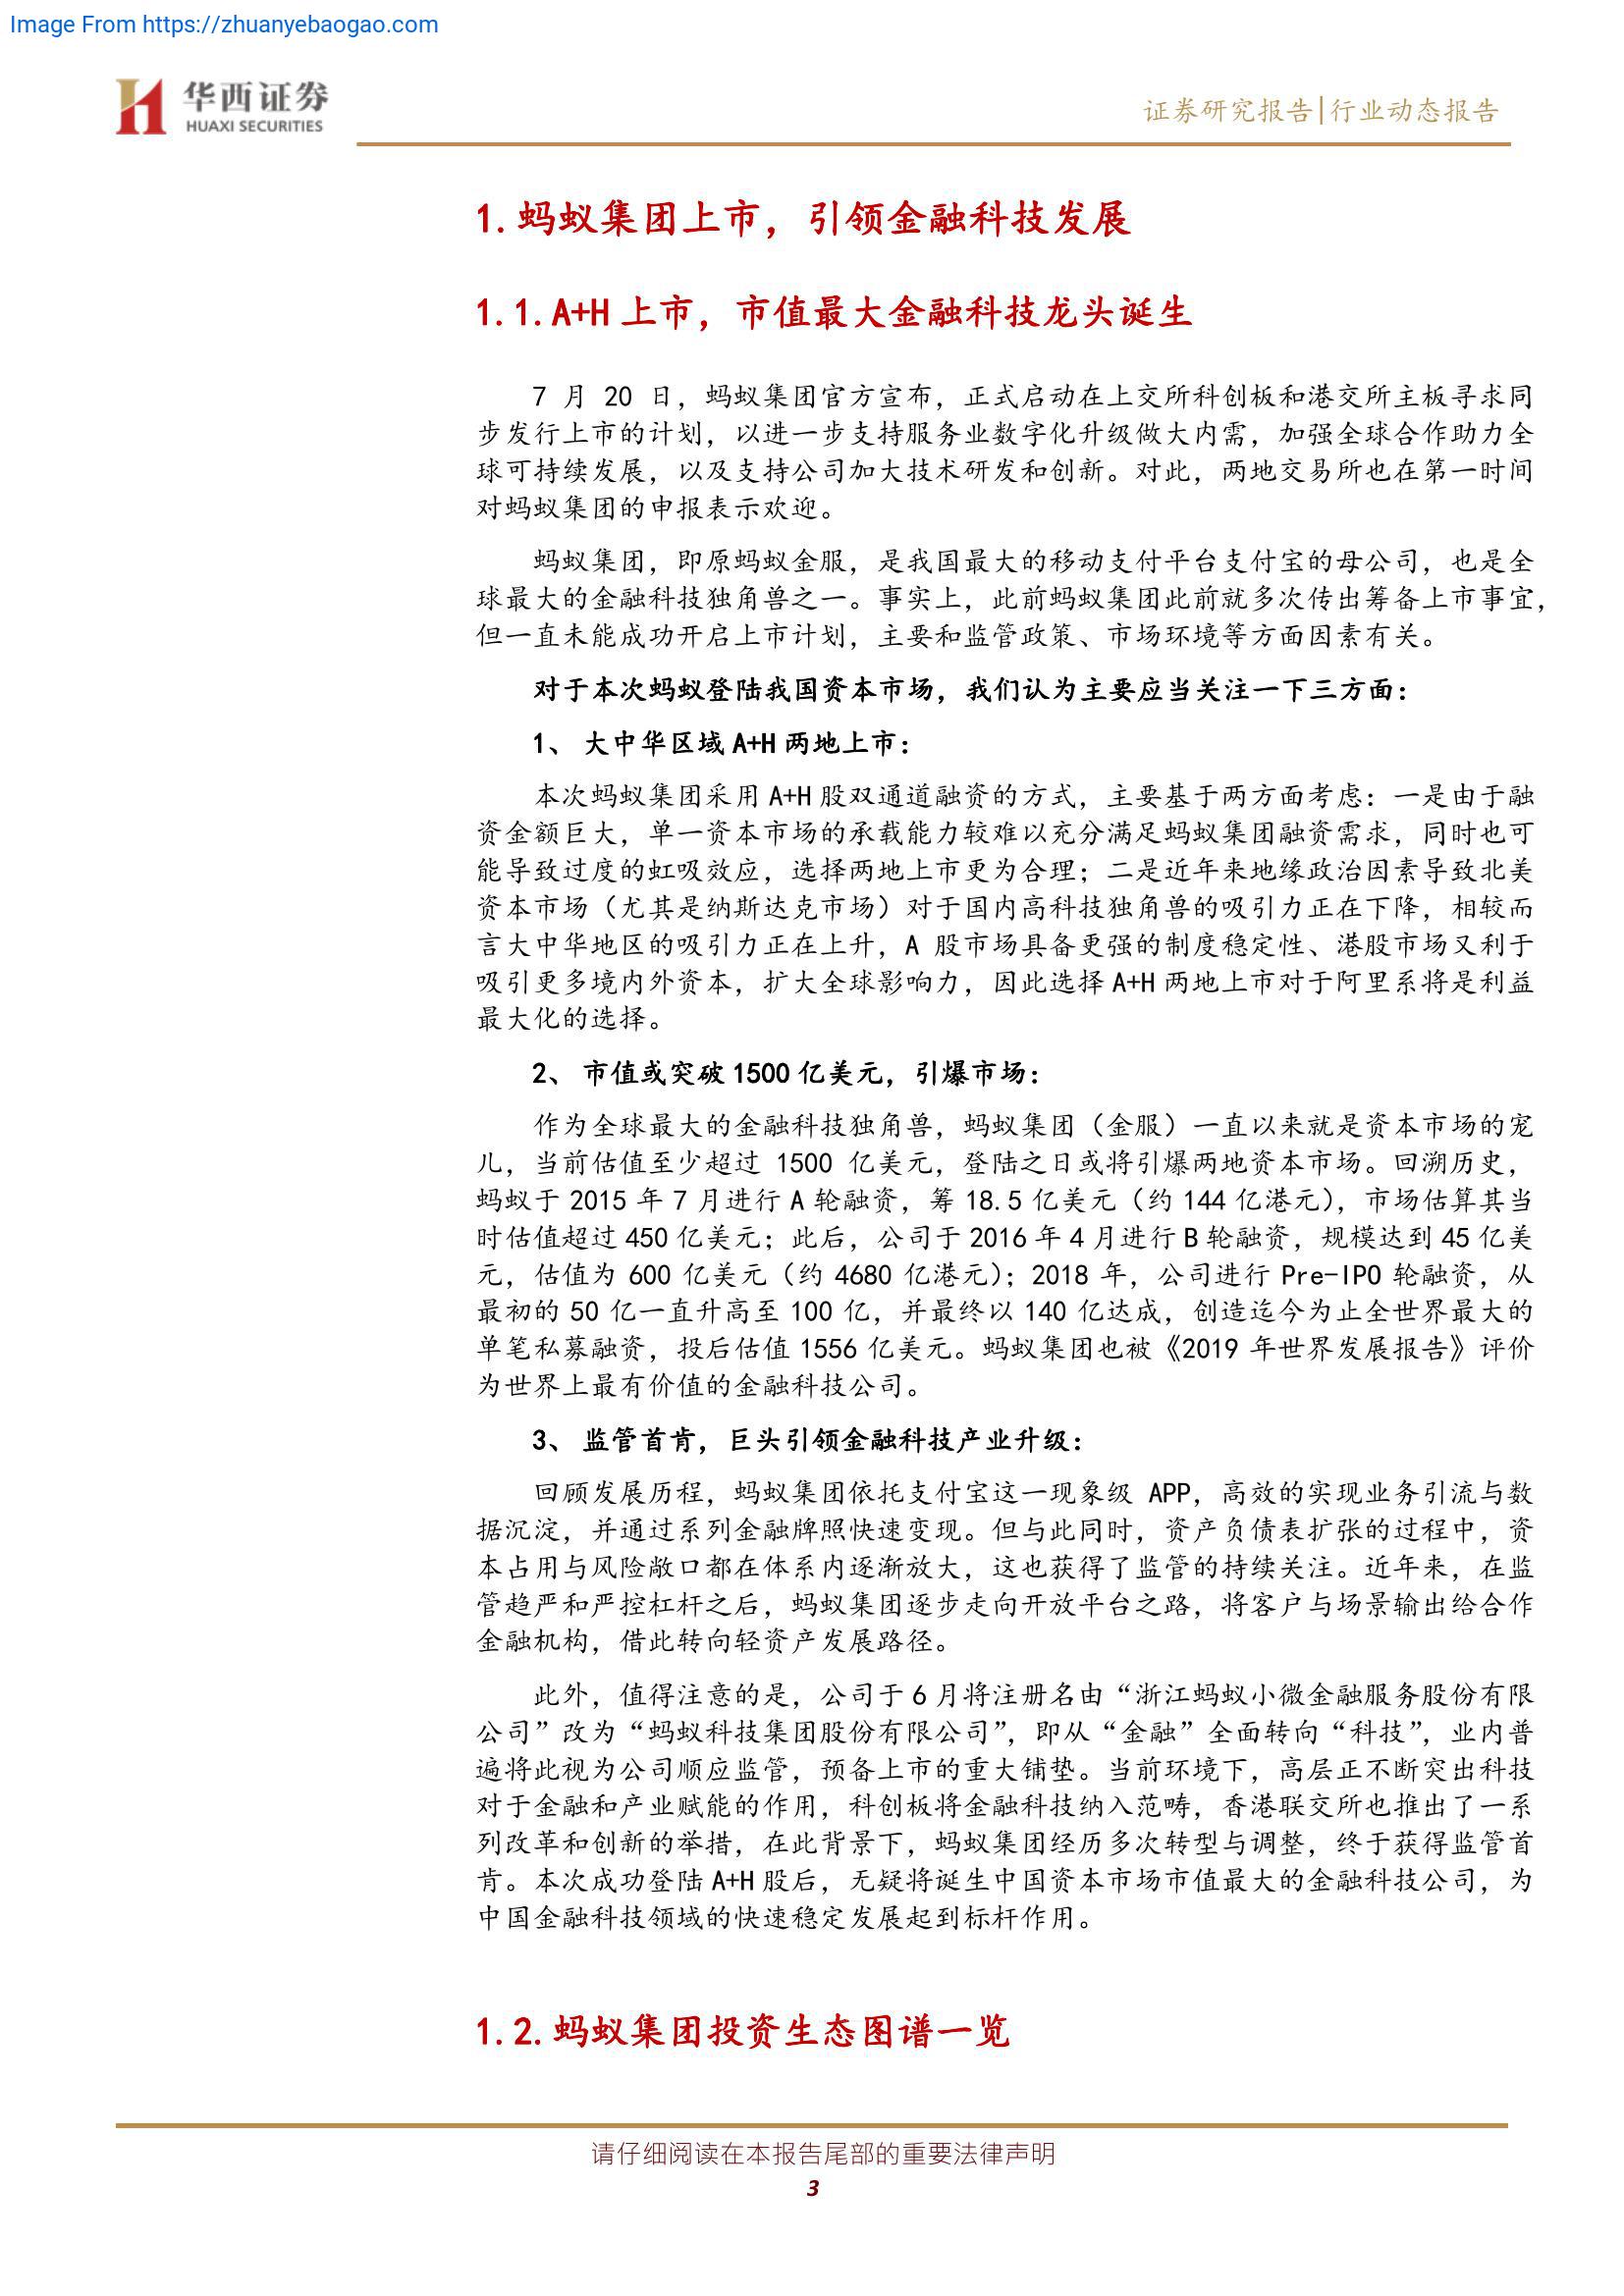 Image From https://zhuanyebaogao.com
华西证券
HUAXI SECURITIES
证券研究报告|行业动态报告
1.蚂蚁集团上市，引领金融科技发展
1.1.A+H 上市，市值最大金融科技龙头诞生
7 月 20 日，蚂蚁集团官方宣布，正式启动在上交所科创板和港交所主板寻求同
步发行上市的计划，以进一步支持服务业数字化升级做大内需，加强全球合作助力全
球可持续发展，以及支持公司加大技术研发和创新。对此，两地交易所也在第一时间
对蚂蚁集团的申报表示欢迎。
蚂蚁集团，即原蚂蚁金服，是我国最大的移动支付平台支付宝的母公司，也是全
球最大的金融科技独角兽之一。事实上，此前蚂蚁集团此前就多次传出筹备上市事宜，
但一直未能成功开启上市计划，主要和监管政策、市场环境等方面因素有关。
对于本次蚂蚁登陆我国资本市场，我们认为主要应当关注一下三方面：
1、 大中华区域 A+H 两地上市：
本次蚂蚁集团采用 A+H 股双通道融资的方式，主要基于两方面考虑：一是由于融
资金额巨大，单一资本市场的承载能力较难以充分满足蚂蚁集团融资需求，同时也可
能导致过度的虹吸效应，选择两地上市更为合理；二是近年来地缘政治因素导致北美
资本市场（尤其是纳斯达克市场）对于国内高科技独角兽的吸引力正在下降，相较而
言大中华地区的吸引力正在上升，A 股市场具备更强的制度稳定性、港股市场又利于
吸引更多境内外资本，扩大全球影响力，因此选择 A+H 两地上市对于阿里系将是利益
最大化的选择。
2、 市值或突破 1500 亿美元，引爆市场：
作为全球最大的金融科技独角兽，蚂蚁集团（金服）一直以来就是资本市场的宠
儿，当前估值至少超过 1500 亿美元，登陆之日或将引爆两地资本市场。回溯历史，
蚂蚁于 2015 年 7 月进行 A 轮融资，筹 18.5 亿美元（约 144 亿港元），市场估算其当
时估值超过 450 亿美元；此后，公司于 2016 年 4 月进行 B 轮融资，规模达到 45 亿美
元，估值为 600 亿美元（约 4680 亿港元）；2018 年，公司进行 Pre-IPO 轮融资，从
最初的 50 亿一直升高至 100 亿，并最终以 140 亿达成，创造迄今为止全世界最大的
单笔私募融资，投后估值 1556 亿美元。蚂蚁集团也被《2019 年世界发展报告》评价
为世界上最有价值的金融科技公司。
3、 监管首肯，巨头引领金融科技产业升级：
回顾发展历程，蚂蚁集团依托支付宝这一现象级 APP，高效的实现业务引流与数
据沉淀，并通过系列金融牌照快速变现。但与此同时，资产负债表扩张的过程中，资
本占用与风险敞口都在体系内逐渐放大，这也获得了监管的持续关注。近年来，在监
管趋严和严控杠杆之后，蚂蚁集团逐步走向开放平台之路，将客户与场景输出给合作
金融机构，借此转向轻资产发展路径。
此外，值得注意的是，公司于 6 月将注册名由“浙江蚂蚁小微金融服务股份有限
公司”改为“蚂蚁科技集团股份有限公司”，即从“金融”全面转向“科技”，业内普
遍将此视为公司顺应监管，预备上市的重大铺垫。当前环境下，高层正不断突出科技
对于金融和产业赋能的作用，科创板将金融科技纳入范畴，香港联交所也推出了一系
列改革和创新的举措，在此背景下，蚂蚁集团经历多次转型与调整，终于获得监管首
肯。本次成功登陆 A+H 股后，无疑将诞生中国资本市场市值最大的金融科技公司，为
中国金融科技领域的快速稳定发展起到标杆作用。
1.2.蚂蚁集团投资生态图谱一览
请仔细阅读在本报告尾部的重要法律声明
3